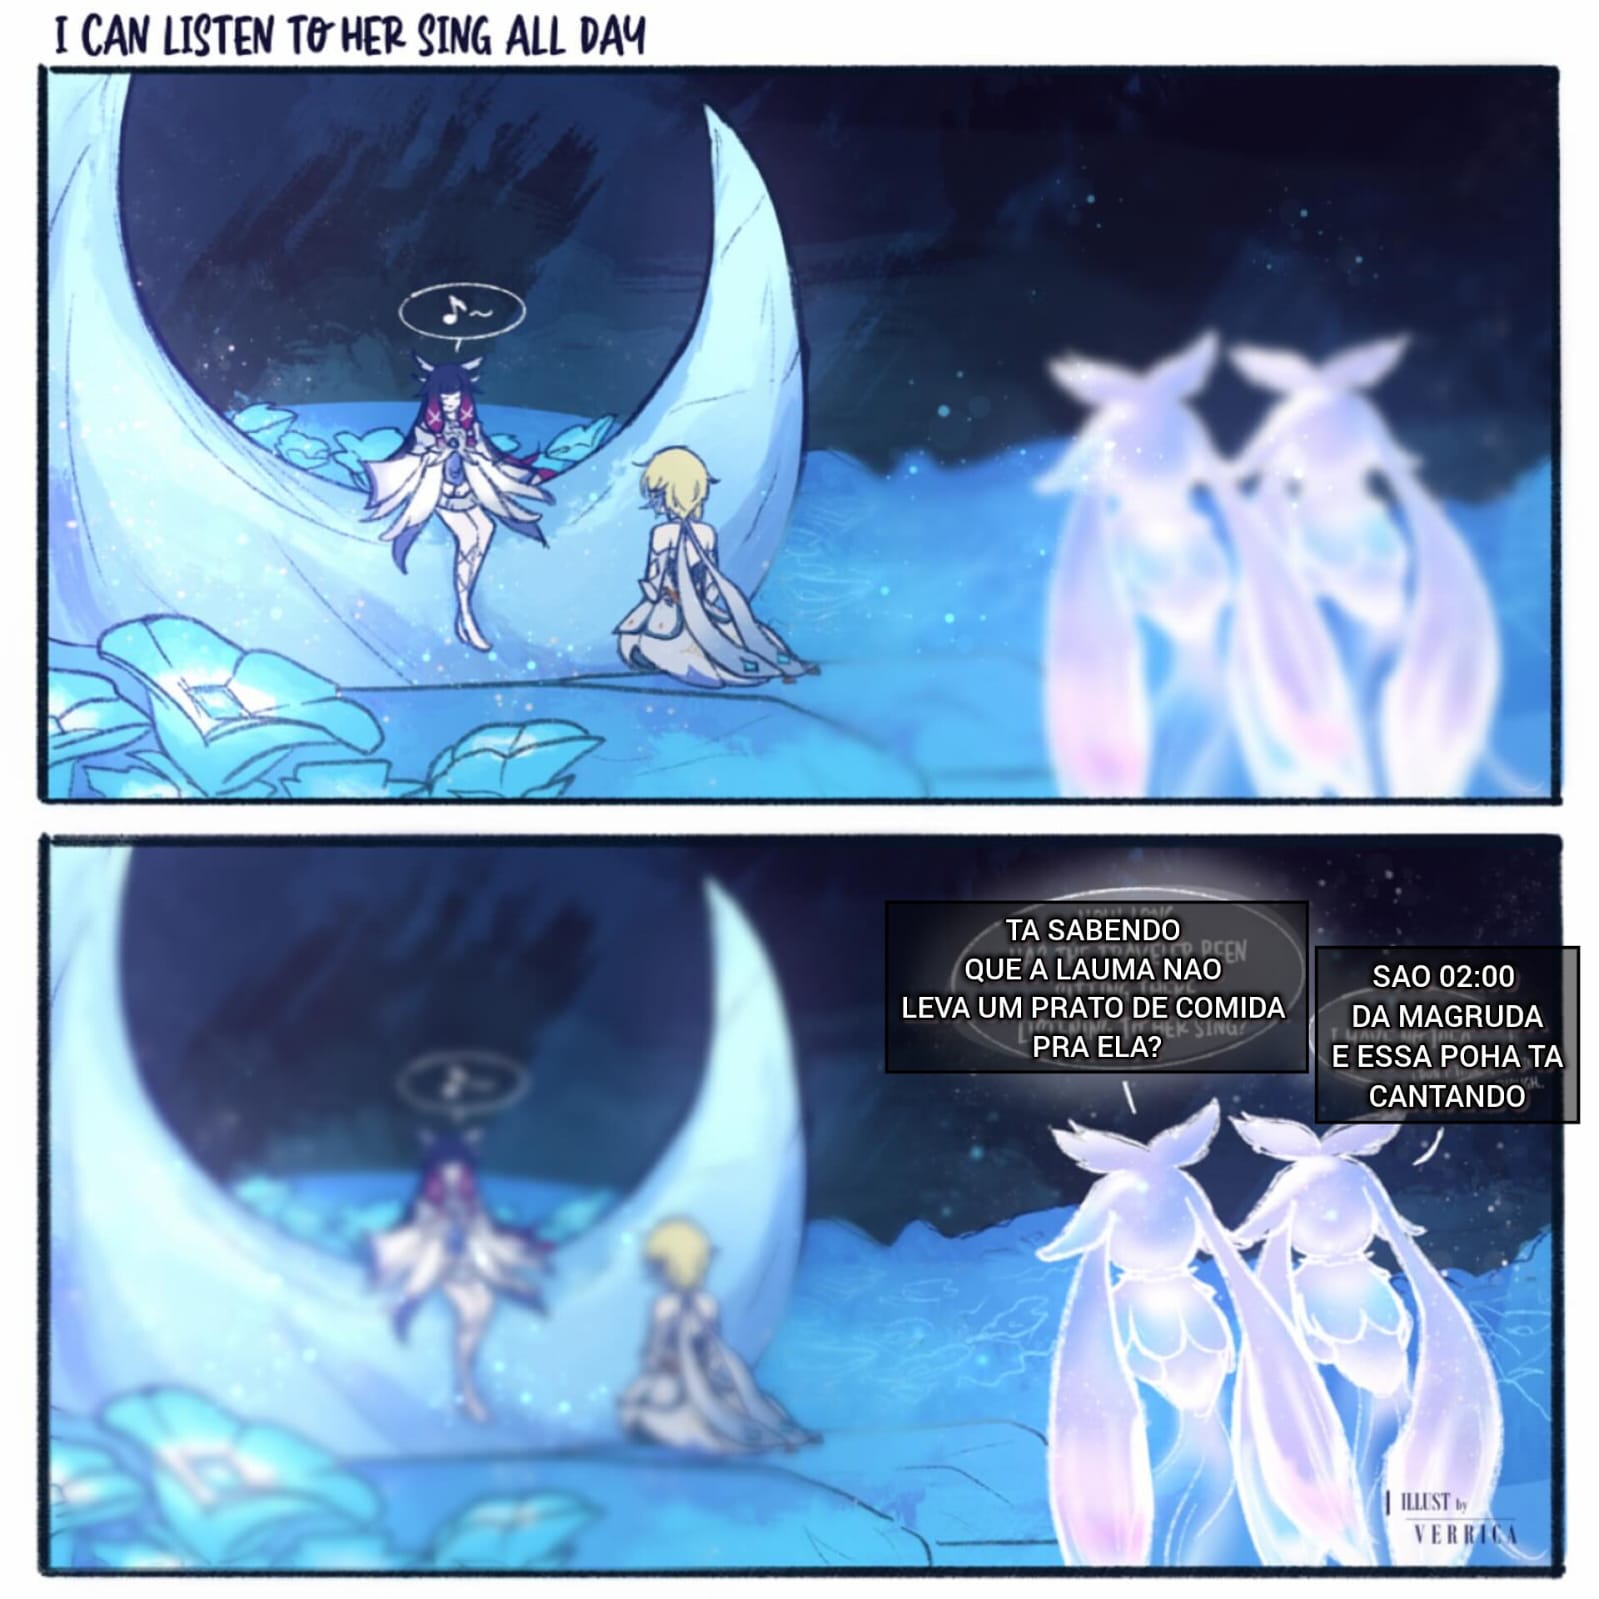 I CAN LISTEN TO HER SING ALL DAY
TA SABENDO
QUE A LAUMA NAO
LEVA UM PRATO DE COMIDA
PRA ELA?
SAO 02:00
DA MAGRUDA
E ESSA POHA TA
CANTANDO
ILLUST by
VERRICA